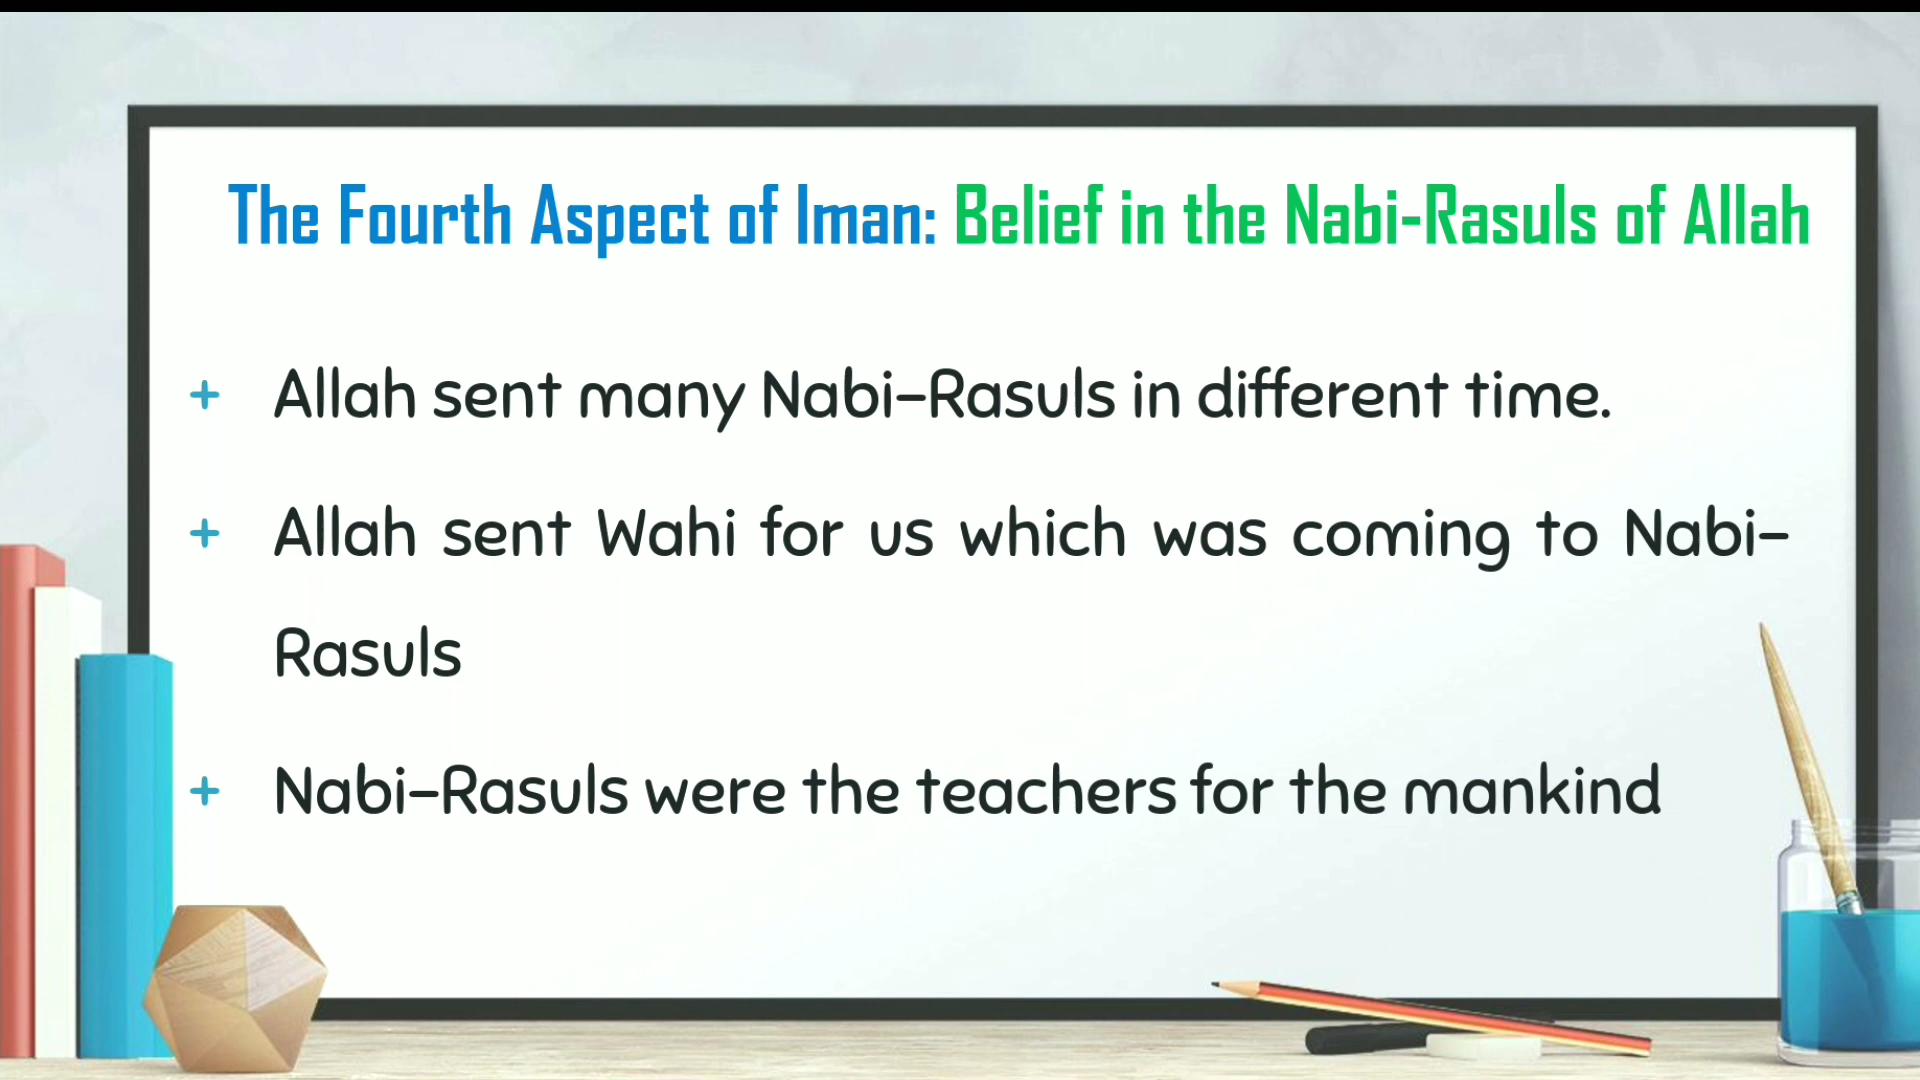 The Fourth Aspect of Iman: Belief in the Nabi-Rasuls of Allah
+ Allah sent many Nabi-Rasuls in different time.
+ Allah sent Wahi for us which was coming to Nabi-
Rasuls
+ Nabi-Rasuls were the teachers for the mankind